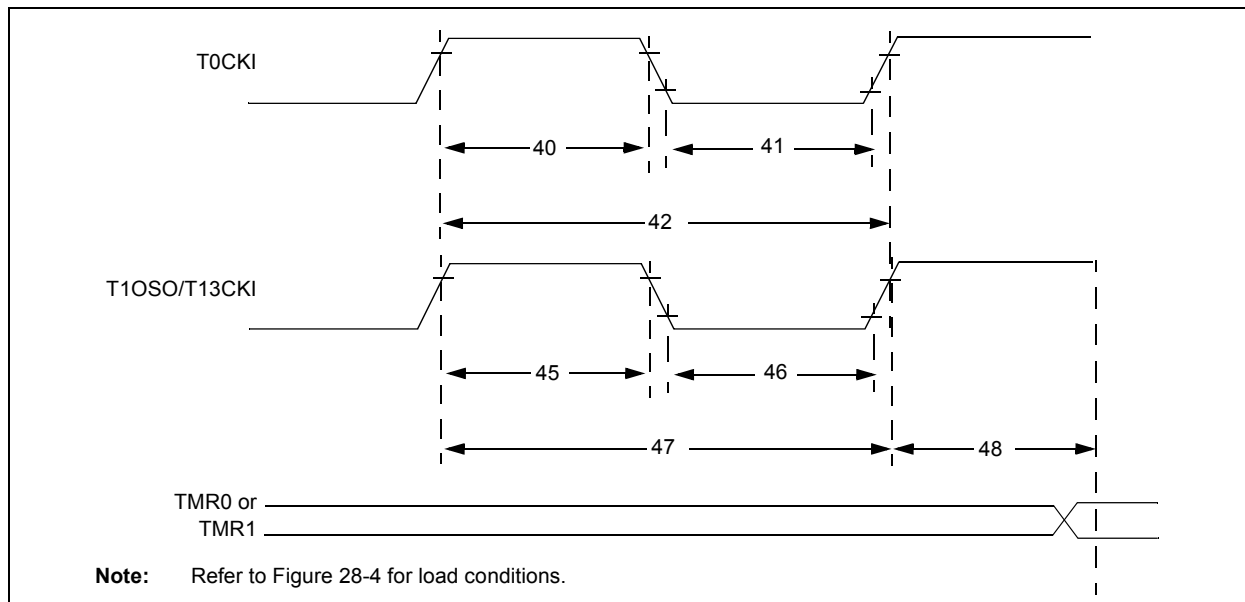 T0CKI
40
41
42
T1OSO/T13CKI
45
46
47
48
TMR0 or
TMR1
Note: Refer to Figure 28-4 for load conditions.